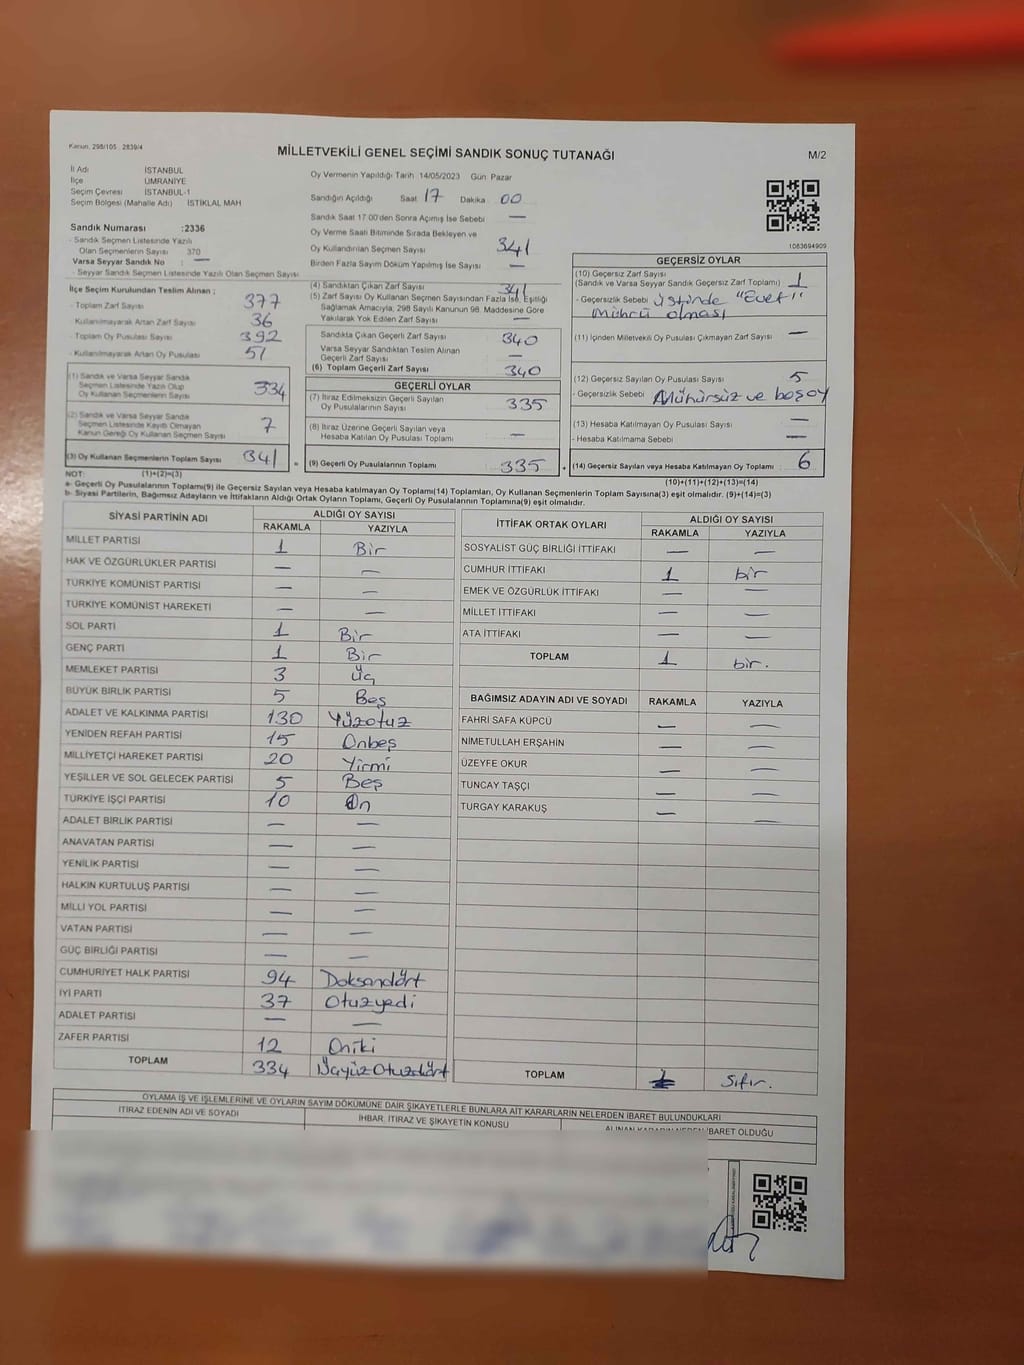 Kanun, 298/105 2839/4
MİLLETVEKİLİ GENEL SEÇİMİ SANDIK SONUÇ TUTANAĞI
M/2
İl Adı İSTANBUL
İlçe ÜMRANİYE
Seçim Çevresi İSTANBUL-1
Seçim Bölgesi (Mahalle Adı) İSTİKLAL MAH
Sandık Numarası :2336
- Sandık Seçmen Listesinde Yazılı
Olan Seçmenlerin Sayısı 370
Varsa Seyyar Sandık No : —
- Seyyar Sandık Seçmen Listesinde Yazılı Olan Seçmen Sayısı
İlçe Seçim Kurulundan Teslim Alınan ;
- Toplam Zarf Sayısı 377
- Kullanılmayarak Artan Zarf Sayısı 36
- Toplam Oy Pusulası Sayısı 392
- Kullanılmayarak Artan Oy Pusulası 51
(1) Sandık ve Varsa Seyyar Sandık
Seçmen Listesinde Yazılı Olup
Oy Kullanan Seçmenlerin Sayısı 334
(2) Sandık ve Varsa Seyyar Sandık
Seçmen Listesinde Kayıtlı Olmayan
Kanun Gereği Oy Kullanan Seçmen Sayısı 7
(3) Oy Kullanan Seçmenlerin Toplam Sayısı 341
Oy Vermenin Yapıldığı Tarih 14/05/2023 Gün: Pazar
Sandığın Açıldığı Saat 17 Dakika 00
Sandık Saat 17:00'den Sonra Açılmış İse Sebebi —
Oy Verme Saati Bitiminde Sırada Bekleyen ve
Oy Kullandırılan Seçmen Sayısı 341
Birden Fazla Sayım Döküm Yapılmış İse Sayısı —
(4) Sandıktan Çıkan Zarf Sayısı 341
(5) Zarf Sayısı Oy Kullanan Seçmen Sayısından Fazla İse, Eşitliği
Sağlamak Amacıyla, 298 Sayılı Kanunun 98. Maddesine Göre
Yakılarak Yok Edilen Zarf Sayısı —
Sandıkta Çıkan Geçerli Zarf Sayısı 340
Varsa Seyyar Sandıktan Teslim Alınan
Geçerli Zarf Sayısı —
(6) Toplam Geçerli Zarf Sayısı 340
GEÇERLİ OYLAR
(7) İtiraz Edilmeksizin Geçerli Sayılan
Oy Pusulalarının Sayısı 335
(8) İtiraz Üzerine Geçerli Sayılan veya
Hesaba Katılan Oy Pusulası Toplamı —
= (9) Geçerli Oy Pusulalarının Toplamı 335
1083694909
GEÇERSİZ OYLAR
(10) Geçersiz Zarf Sayısı
(Sandık ve Varsa Seyyar Sandık Geçersiz Zarf Toplamı) 1
- Geçersizlik Sebebi üstünde "Evet"
Mührü olması
(11) İçinden Milletvekili Oy Pusulası Çıkmayan Zarf Sayısı —
(12) Geçersiz Sayılan Oy Pusulası Sayısı 5
- Geçersizlik Sebebi Mühürsüz ve boşoy
(13) Hesaba Katılmayan Oy Pusulası Sayısı —
- Hesaba Katılmama Sebebi —
+ (14) Geçersiz Sayılan veya Hesaba Katılmayan Oy Toplamı 6
NOT: (1)+(2)=(3)
(10)+(11)+(12)+(13)=(14)
a- Geçerli Oy Pusulalarının Toplamı(9) ile Geçersiz Sayılan veya Hesaba Katılmayan Oy Toplamı(14) Toplamları, Oy Kullanan Seçmenlerin Toplam Sayısına(3) eşit olmalıdır. (9)+(14)=(3)
b- Siyasi Partilerin, Bağımsız Adayların ve İttifakların Aldığı Ortak Oyların Toplamı, Geçerli Oy Pusulalarının Toplamına(9) eşit olmalıdır.
SİYASİ PARTİNİN ADI ALDIĞI OY SAYISI
RAKAMLA YAZIYLA
MİLLET PARTİSİ 1 Bir
HAK VE ÖZGÜRLÜKLER PARTİSİ — —
TÜRKİYE KOMÜNİST PARTİSİ — —
TÜRKİYE KOMÜNİST HAREKETİ — —
SOL PARTİ 1 Bir
GENÇ PARTİ 1 Bir
MEMLEKET PARTİSİ 3 Üç
BÜYÜK BİRLİK PARTİSİ 5 Beş
ADALET VE KALKINMA PARTİSİ 130 Yüzotuz
YENİDEN REFAH PARTİSİ 15 Onbeş
MİLLİYETÇİ HAREKET PARTİSİ 20 Yirmi
YEŞİLLER VE SOL GELECEK PARTİSİ 5 Beş
TÜRKİYE İŞÇİ PARTİSİ 10 On
ADALET BİRLİK PARTİSİ — —
ANAVATAN PARTİSİ — —
YENİLİK PARTİSİ — —
HALKIN KURTULUŞ PARTİSİ — —
MİLLİ YOL PARTİSİ — —
VATAN PARTİSİ — —
GÜÇ BİRLİĞİ PARTİSİ — —
CUMHURİYET HALK PARTİSİ 94 Doksandört
İYİ PARTİ 37 Otuzyedi
ADALET PARTİSİ — —
ZAFER PARTİSİ 12 Oniki
TOPLAM 334 Üçyüz Otuzdört
İTTİFAK ORTAK OYLARI ALDIĞI OY SAYISI
RAKAMLA YAZIYLA
SOSYALİST GÜÇ BİRLİĞİ İTTİFAKI — —
CUMHUR İTTİFAKI 1 bir
EMEK VE ÖZGÜRLÜK İTTİFAKI — —
MİLLET İTTİFAKI — —
ATA İTTİFAKI — —
TOPLAM 1 bir.
BAĞIMSIZ ADAYIN ADI VE SOYADI RAKAMLA YAZIYLA
FAHRİ SAFA KÜPCÜ — —
NİMETULLAH ERŞAHİN — —
ÜZEYFE OKUR — —
TUNCAY TAŞÇI — —
TURGAY KARAKUŞ — —
TOPLAM sıfır.
OYLAMA İŞ VE İŞLEMLERİNE VE OYLARIN SAYIM DÖKÜMÜNE DAİR ŞİKAYETLERLE BUNLARA AİT KARARLARIN NELERDEN İBARET BULUNDUKLARI
İTİRAZ EDENİN ADI VE SOYADI İHBAR, İTİRAZ VE ŞİKAYETİN KONUSU ALINAN KARARIN NEDEN İBARET OLDUĞU